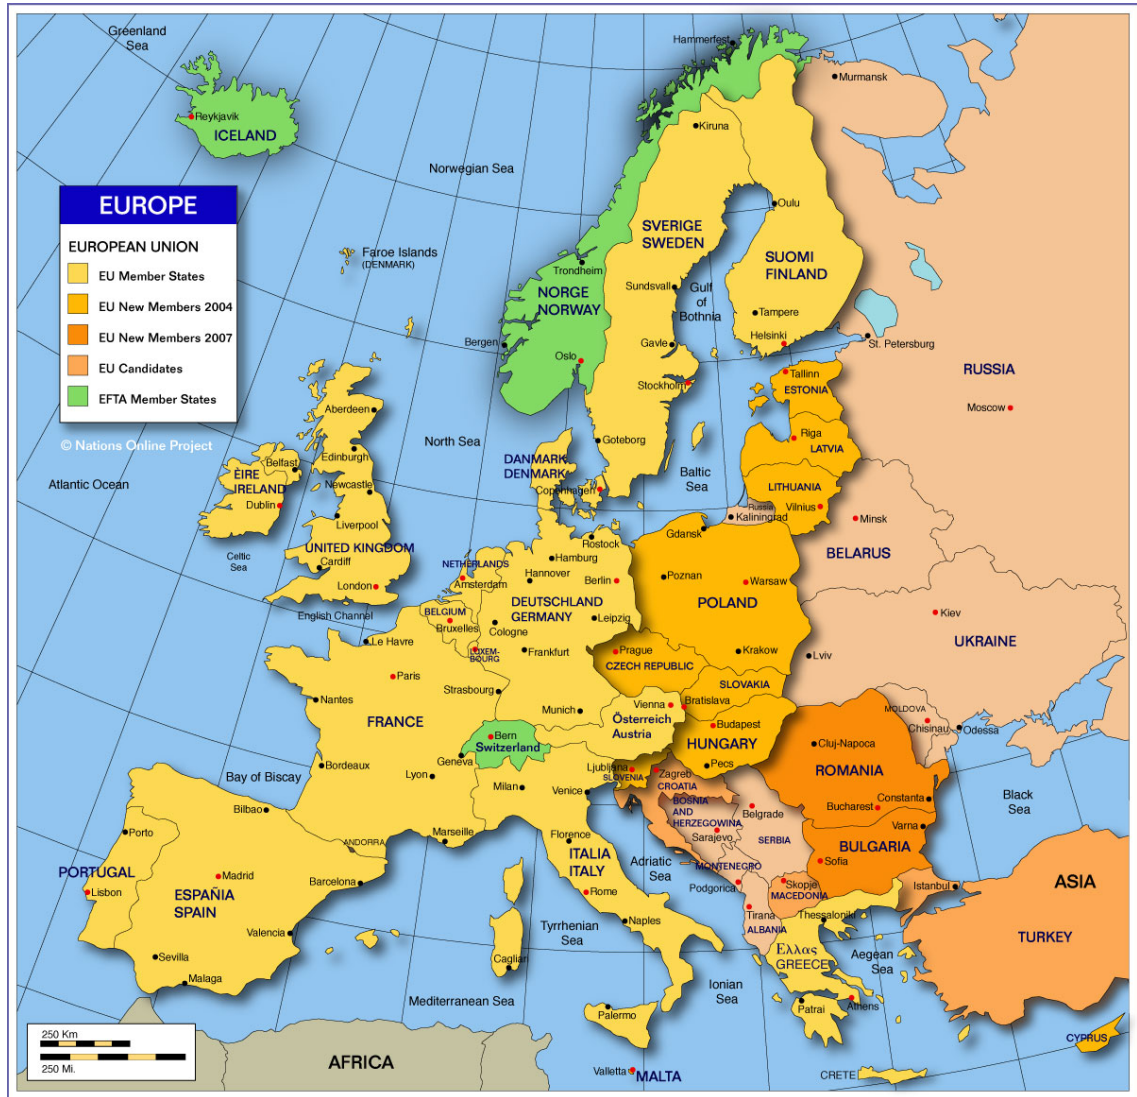 Greenland
Sea
Hammerfest
Murmansk
Reykjavik
ICELAND
Kiruna
Norwegian Sea
EUROPE
EUROPEAN UNION
EU Member States
EU New Members 2004
EU New Members 2007
EU Candidates
EFTA Member States
© Nations Online Project
Oulu
SVERIGE
SWEDEN
Faroe Islands
(DENMARK)
SUOMI
FINLAND
Trondheim
NORGE
NORWAY
Sundsvall
Gulf
of
Bothnia
Tampere
Helsinki
St. Petersburg
Bergen
Gavle
Oslo
Stockholm
Tallinn
ESTONIA
RUSSIA
Moscow
Aberdeen
North Sea
Goteborg
Riga
LATVIA
Edinburgh
DANMARK
DENMARK
Baltic
Sea
Belfast
ÈIRE
IRELAND
Newcastle
Copenhagen
LITHUANIA
Atlantic Ocean
Dublin
Liverpool
Russia
Kaliningrad
Vilnius
Minsk
Gdansk
BELARUS
Celtic
Sea
UNITED KINGDOM
Cardiff
London
English Channel
NETHERLANDS
Amsterdam
Rostock
Hamburg
Hannover
Berlin
Poznan
Warsaw
POLAND
BELGIUM
Bruxelles
DEUTSCHLAND
GERMANY
Leipzig
Cologne
Kiev
UKRAINE
Le Havre
LUXEM-
BOURG
Frankfurt
Prague
CZECH REPUBLIC
Krakow
Lviv
Paris
Strasbourg
SLOVAKIA
Nantes
Munich
Vienna
Bratislava
Österreich
Austria
MOLDOVA
Chisinau
Odessa
FRANCE
Bern
Switzerland
Geneva
Budapest
HUNGARY
Cluj-Napoca
Bordeaux
Lyon
Pecs
ROMANIA
Bay of Biscay
Milan
Venice
Ljubljana
SLOVENIA
Zagreb
CROATIA
Constanta
Black
Sea
Bilbao
BOSNIA
AND
HERZEGOWINA
Belgrade
Bucharest
Varna
Porto
Marseille
Florence
Sarajevo
SERBIA
BULGARIA
ANDORRA
ITALIA
ITALY
Adriatic
Sea
MONTENEGRO
Sofia
PORTUGAL
Lisbon
Madrid
Barcelona
Rome
Podgorica
Skopje
MACEDONIA
Istanbul
ASIA
ESPAÑIA
SPAIN
Valencia
Tyrrhenian
Sea
Naples
Tirana
ALBANIA
Thessaloniki
TURKEY
Sevilla
Malaga
Cagliari
Ελλας
GREECE
Aegean
Sea
Mediterranean Sea
Ionian
Sea
Palermo
Patrai
Athens
250 Km
250 Mi.
AFRICA
CYPRUS
Valletta
MALTA
CRETE